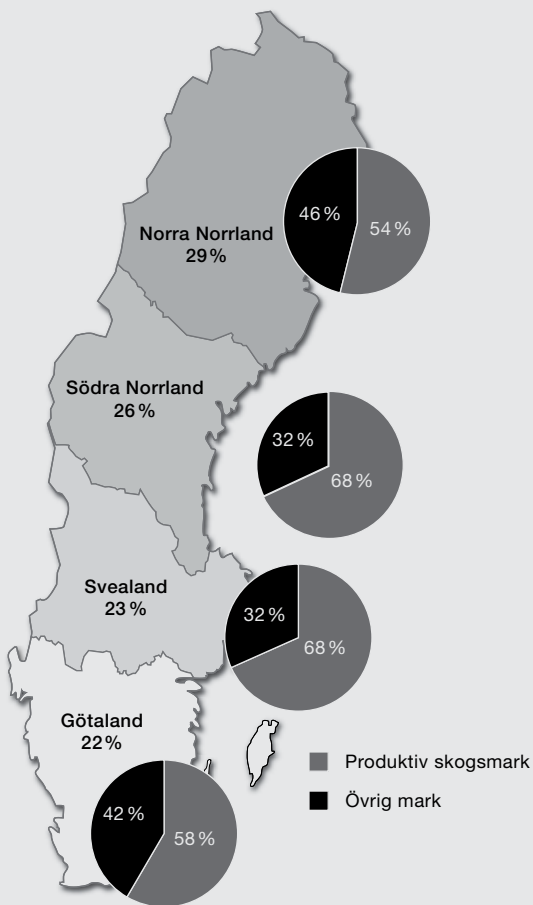 46 %
54 %
Norra Norrland
29 %
Södra Norrland
26 %
32 %
68 %
Svealand
23 %
32 %
68 %
Götaland
22 %
Produktiv skogsmark
Övrig mark
42 %
58 %